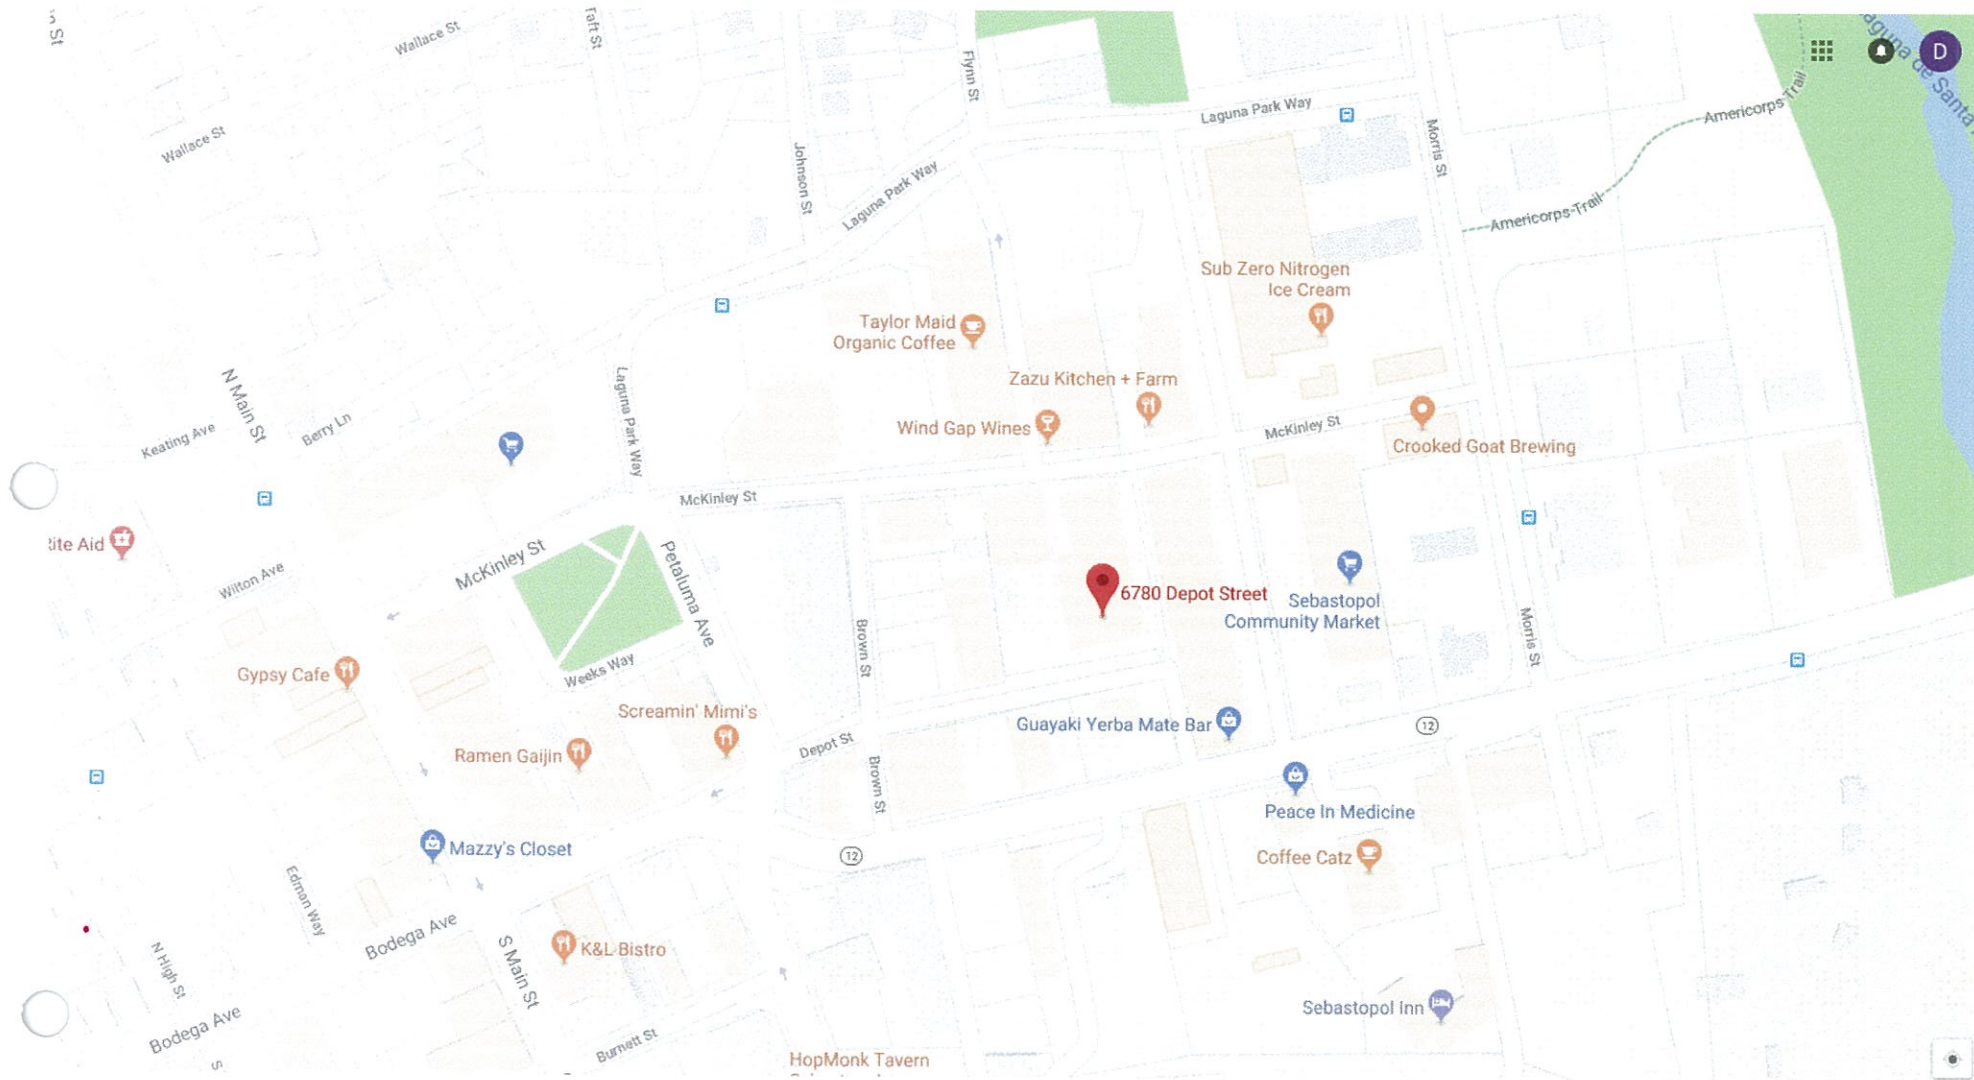 Wallace St
Taft St
Flynn St
Laguna Park Way
Wallace St
Johnson St
Laguna Park Way
Morris St
Americorps Trail
Americorps Trail
Laguna de Santa
D
Sub Zero Nitrogen
Ice Cream
Taylor Maid
Organic Coffee
Zazu Kitchen + Farm
Wind Gap Wines
McKinley St
Crooked Goat Brewing
N Main St
Keating Ave
Berry Ln
Laguna Park Way
McKinley St
McKinley St
Petaluma Ave
Wilton Ave
6780 Depot Street
Sebastopol
Community Market
Brown St
Morris St
Weeks Way
Gypsy Cafe
Screamin' Mimi's
Guayaki Yerba Mate Bar
12
Depot St
Ramen Gaijin
Brown St
Peace In Medicine
Mazzy's Closet
12
Coffee Catz
Edman Way
Bodega Ave
K&L Bistro
S Main St
N High St
Sebastopol Inn
Bodega Ave
Burnett St
S
HopMonk Tavern